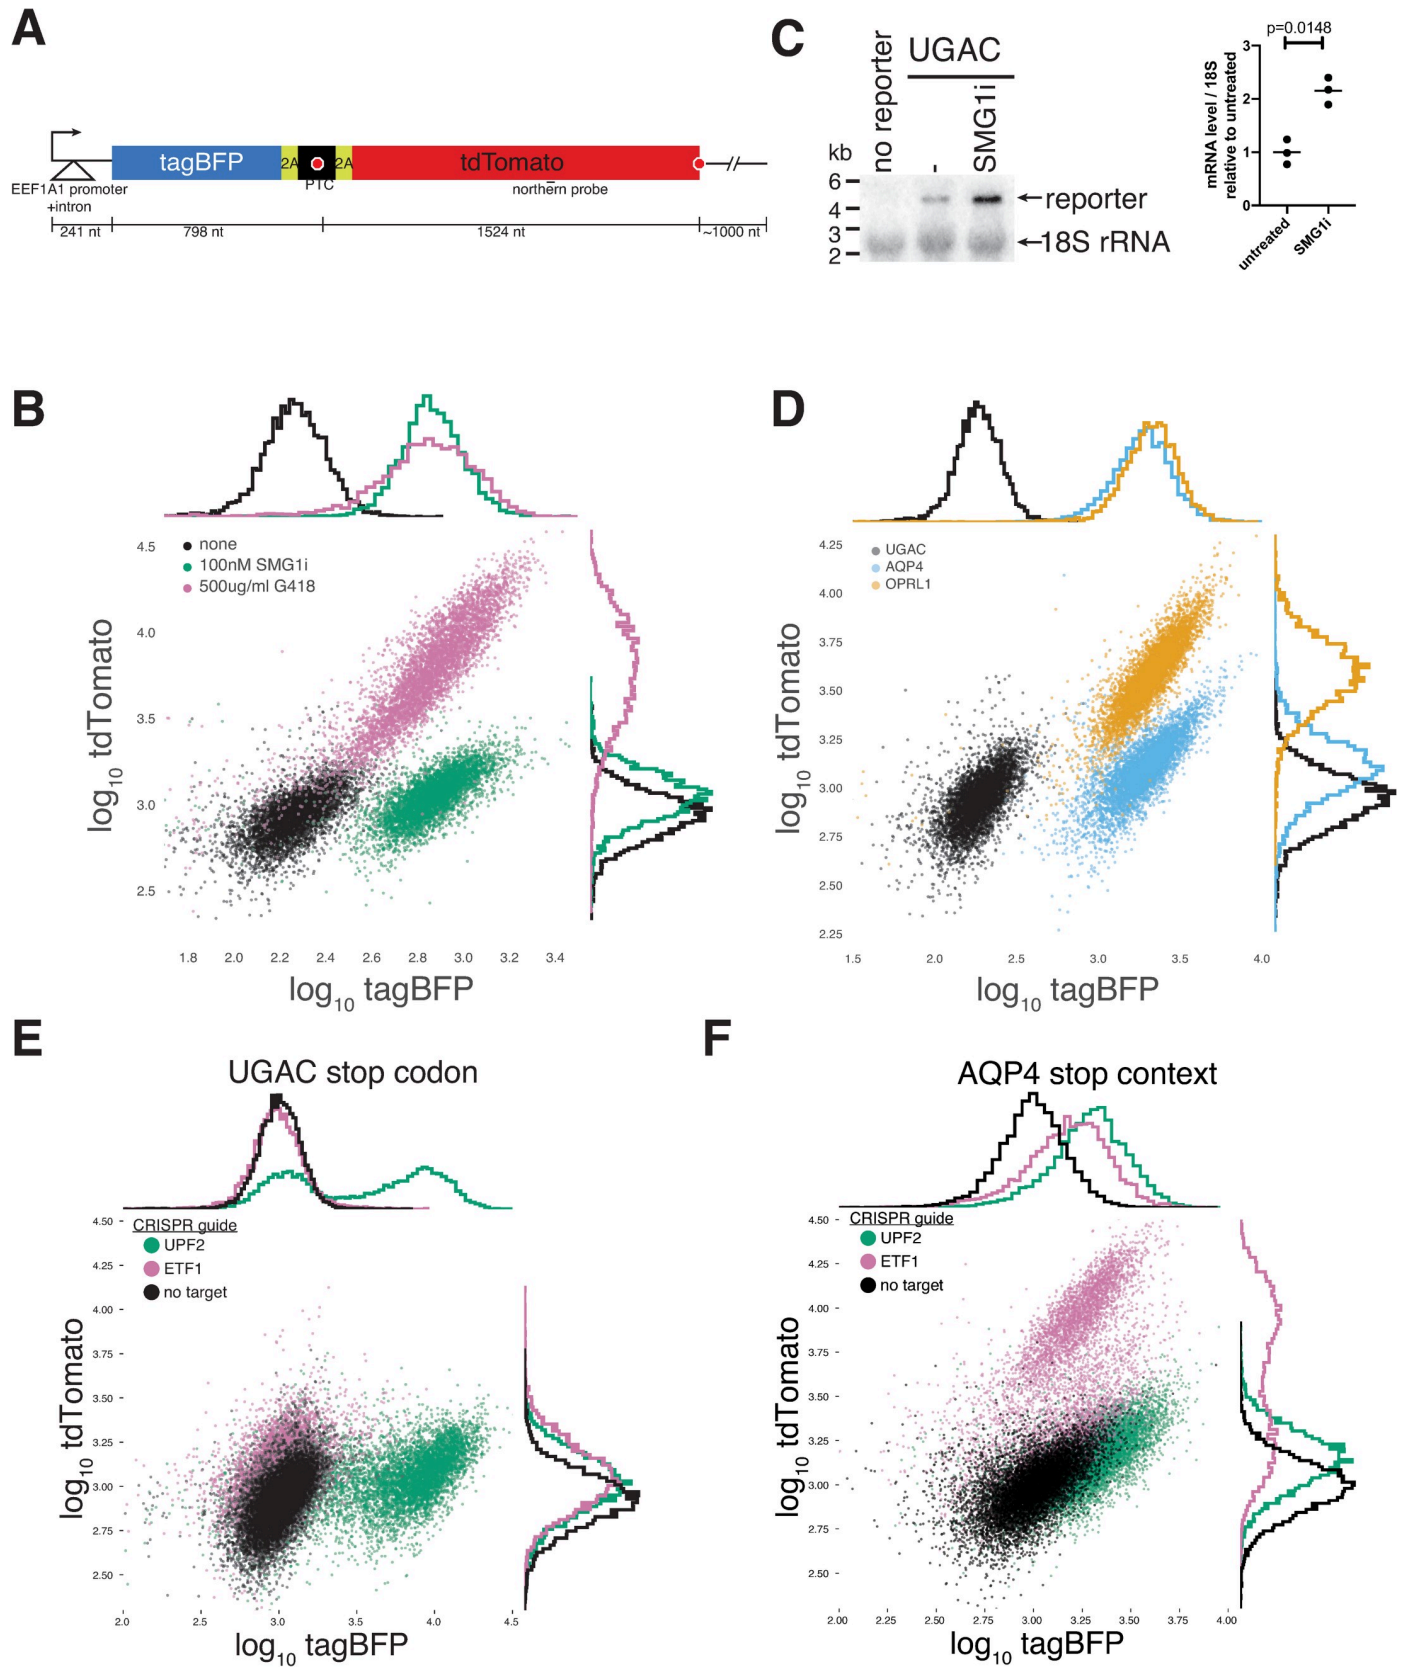 A
tagBFP
2A
2A
tdTomato
PTC
EEF1A1 promoter
+intron
northern probe
241 nt
798 nt
1524 nt
~1000 nt
C
no reporter
UGAC
-
SMG1i
kb
6
4
3
2
reporter
18S rRNA
p=0.0148
mRNA level / 18S
relative to untreated
3
2
1
0
untreated
SMG1i
B
none
100nM SMG1i
500ug/ml G418
log10 tdTomato
4.5
4.0
3.5
3.0
2.5
1.8 2.0 2.2 2.4 2.6 2.8 3.0 3.2 3.4
log10 tagBFP
D
UGAC
AQP4
OPRL1
log10 tdTomato
4.25
4.00
3.75
3.50
3.25
3.00
2.75
2.50
2.25
1.5 2.0 2.5 3.0 3.5 4.0
log10 tagBFP
E
UGAC stop codon
CRISPR guide
UPF2
ETF1
no target
log10 tdTomato
4.50
4.25
4.00
3.75
3.50
3.25
3.00
2.75
2.50
2.0 2.5 3.0 3.5 4.0 4.5
log10 tagBFP
F
AQP4 stop context
CRISPR guide
UPF2
ETF1
no target
log10 tdTomato
4.50
4.25
4.00
3.75
3.50
3.25
3.00
2.75
2.50
2.00 2.25 2.50 2.75 3.00 3.25 3.50 3.75 4.00
log10 tagBFP